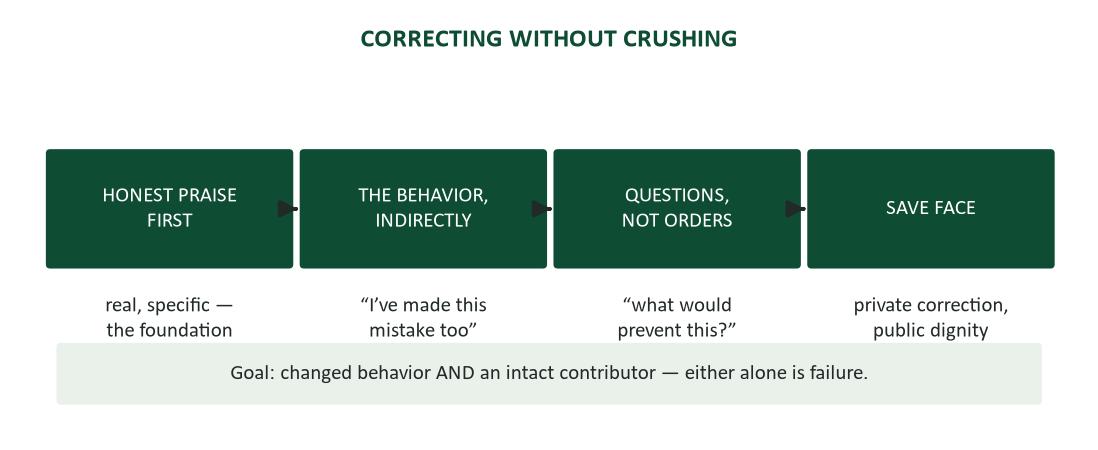 CORRECTING WITHOUT CRUSHING
HONEST PRAISE
FIRST
THE BEHAVIOR,
INDIRECTLY
QUESTIONS,
NOT ORDERS
SAVE FACE
real, specific —
the foundation
“I’ve made this
mistake too”
“what would
prevent this?”
private correction,
public dignity
Goal: changed behavior AND an intact contributor — either alone is failure.